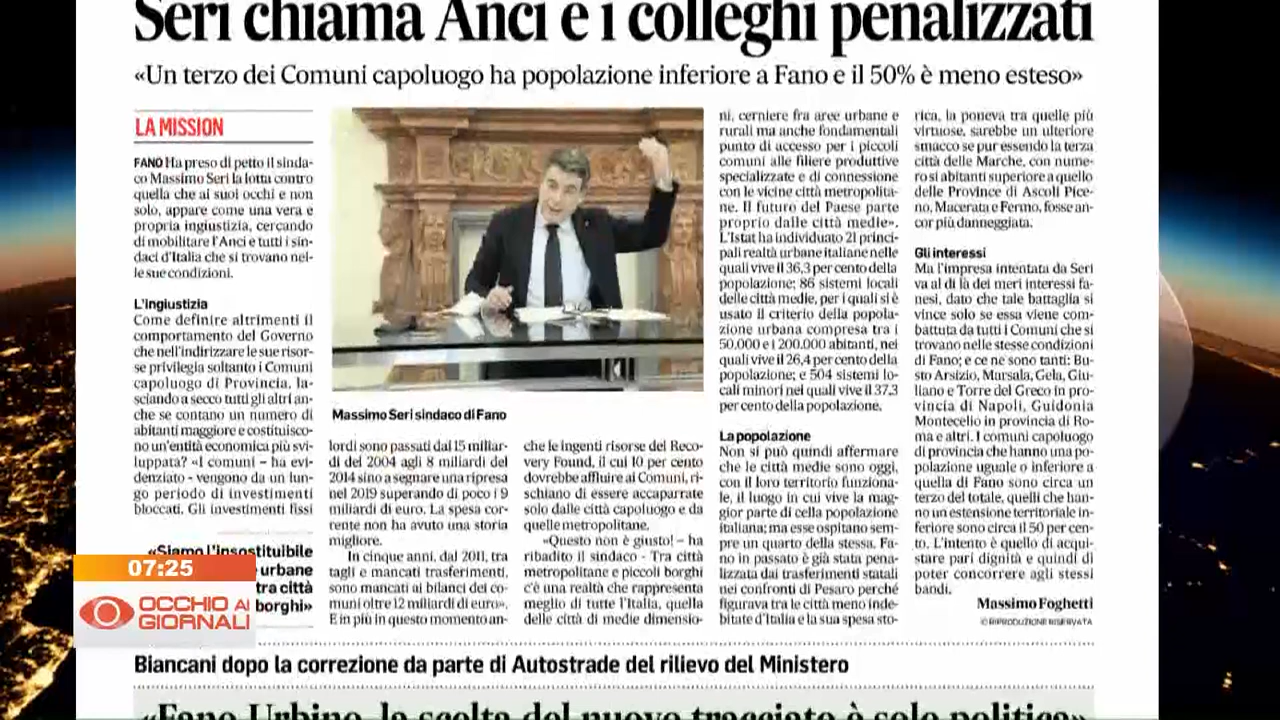 Seri chiama Anci e i colleghi penalizzati
«Un terzo dei Comuni capoluogo ha popolazione inferiore a Fano e il 50% è meno esteso»
LA MISSION
FANO Ha preso di petto il sinda-
co Massimo Seri la lotta contro
quella che ai suoi occhi e non
solo, appare come una vera e
propria ingiustizia, cercando
di mobilitare l'Anci e tutti i sin-
daci d'Italia che si trovano nel-
le sue condizioni.
L'ingiustizia
Come definire altrimenti il
comportamento del Governo
che nell'indirizzare le sue risor-
se privilegia soltanto i Comuni
capoluogo di Provincia, la-
sciando a secco tutti gli altri an-
che se contano un numero di
abitanti maggiore e costituisco-
no un'entità economica più svi-
luppata? «I comuni – ha evi-
denziato - vengono da un lun-
go periodo di investimenti
bloccati. Gli investimenti fissi
«Siamo l'insostituibile
urbane
tra città
borghi»
Massimo Seri sindaco di Fano
lordi sono passati dai 15 miliar-
di del 2004 agli 8 miliardi del
2014 sino a segnare una ripresa
nel 2019 superando di poco i 9
miliardi di euro. La spesa cor-
rente non ha avuto una storia
migliore.
In cinque anni, dal 2011, tra
tagli e mancati trasferimenti,
sono mancati ai bilanci dei co-
muni oltre 12 miliardi di euro».
E in più in questo momento an-
che le ingenti risorse del Reco-
very Found, il cui 10 per cento
dovrebbe affluire ai Comuni, ri-
schiano di essere accaparrate
solo dalle città capoluogo e da
quelle metropolitane.
«Questo non è giusto! – ha
ribadito il sindaco - Tra città
metropolitane e piccoli borghi
c'è una realtà che rappresenta
meglio di tutte l'Italia, quella
delle città di medie dimensio-
ni, cerniere fra aree urbane e
rurali ma anche fondamentali
punto di accesso per i piccoli
comuni alle filiere produttive
specializzate e di connessione
con le vicine città metropolita-
ne. Il futuro del Paese parte
proprio dalle città medie».
L'Istat ha individuato 21 princi-
pali realtà urbane italiane nelle
quali vive il 36,3 per cento della
popolazione; 86 sistemi locali
delle città medie, per i quali si è
usato il criterio della popola-
zione urbana compresa tra i
50.000 e i 200.000 abitanti, nei
quali vive il 26,4 per cento della
popolazione; e 504 sistemi lo-
cali minori nei quali vive il 37,3
per cento della popolazione.
La popolazione
Non si può quindi affermare
che le città medie sono oggi,
con il loro territorio funziona-
le, il luogo in cui vive la mag-
gior parte di cella popolazione
italiana; ma esse ospitano sem-
pre un quarto della stessa. Fa-
no in passato è già stata pena-
lizzata dai trasferimenti statali
nei confronti di Pesaro perché
figurava tra le città meno inde-
bitate d'Italia e la sua spesa sto-
rica, la poneva tra quelle più
virtuose, sarebbe un ulteriore
smacco se pur essendo la terza
città delle Marche, con nume-
ro si abitanti superiore a quello
delle Province di Ascoli Pice-
no, Macerata e Fermo, fosse an-
cor più danneggiata.
Gli interessi
Ma l'impresa intentata da Seri
va al di là dei meri interessi fa-
nesi, dato che tale battaglia si
vince solo se essa viene com-
battuta da tutti i Comuni che si
trovano nelle stesse condizioni
di Fano; e ce ne sono tanti: Bu-
sto Arsizio, Marsala, Gela, Giu-
liano e Torre del Greco in pro-
vincia di Napoli, Guidonia
Montecello in provincia di Ro-
ma e altri. I comuni capoluogo
di provincia che hanno una po-
polazione uguale o inferiore a
quella di Fano sono circa un
terzo del totale, quelli che han-
no un estensione territoriale in-
feriore sono circa il 50 per cen-
to. L'intento è quello di acqui-
stare pari dignità e quindi di
poter concorrere agli stessi
bandi.
Massimo Foghetti
© RIPRODUZIONE RISERVATA
07:25
OCCHIO AI
GIORNALI
Biancani dopo la correzione da parte di Autostrade del rilievo del Ministero
«Fano Urbino, la scelta del nuovo tracciato è solo politica»